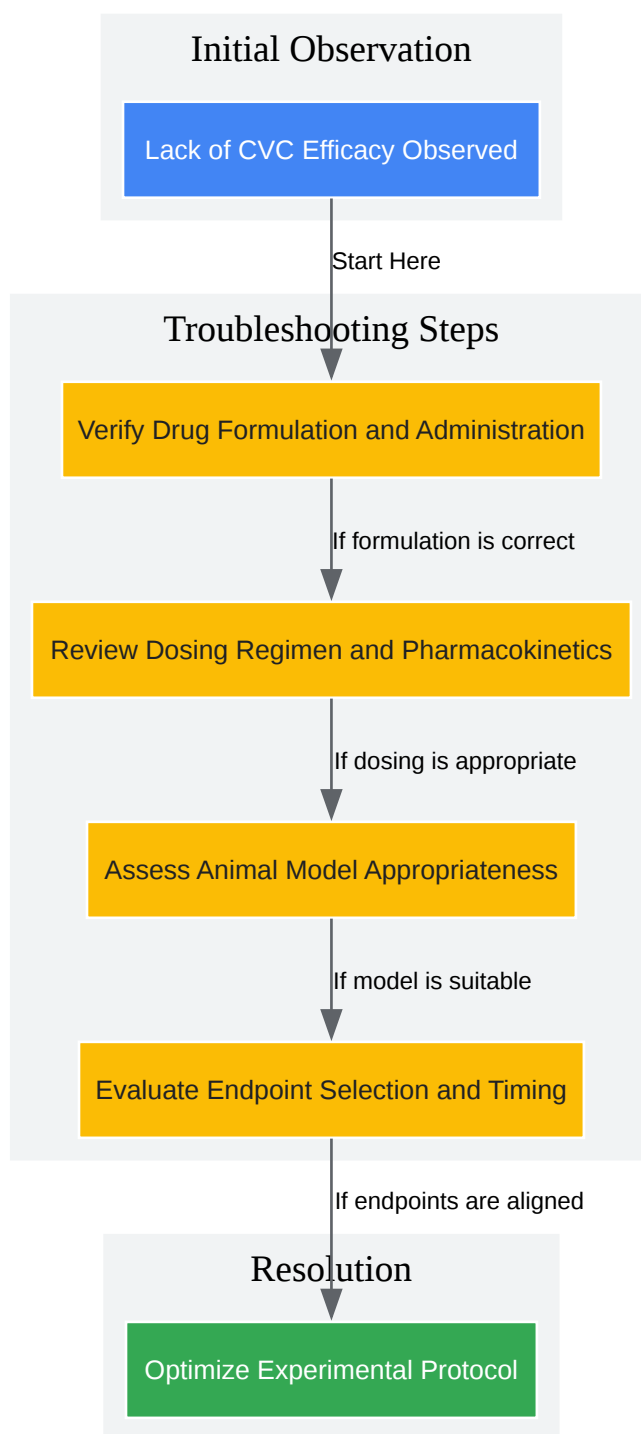 Initial Observation
Lack of CVC Efficacy Observed
Start Here
Troubleshooting Steps
Verify Drug Formulation and Administration
If formulation is correct
Review Dosing Regimen and Pharmacokinetics
If dosing is appropriate
Assess Animal Model Appropriateness
If model is suitable
Evaluate Endpoint Selection and Timing
If endpoints are aligned
Resolution
Optimize Experimental Protocol